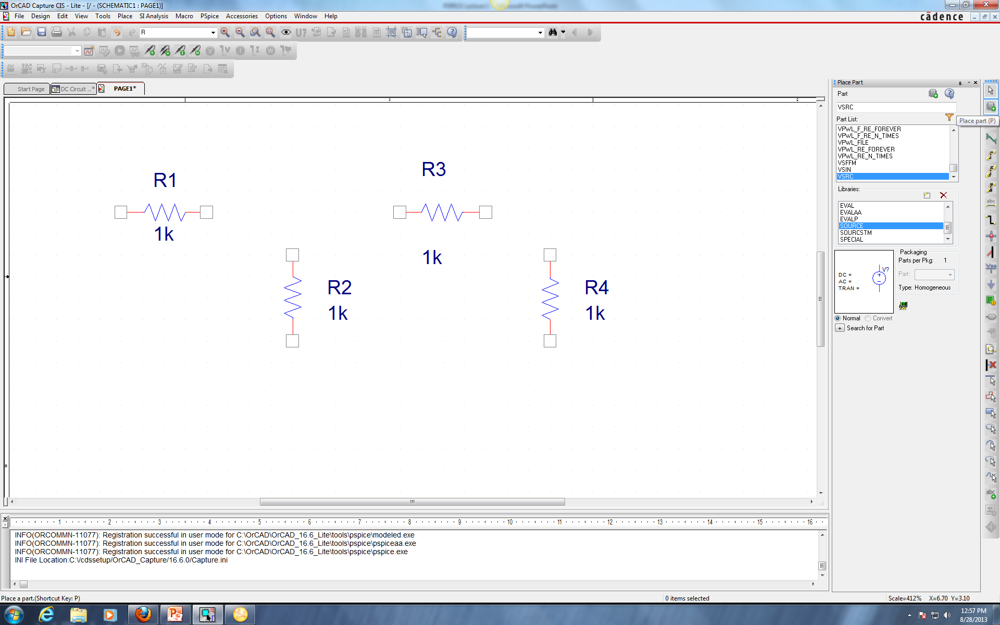 OrCAD Capture CIS - Lite - [/ - (SCHEMATIC1 : PAGE1)]
File Design Edit View Tools Place SI Analysis Macro PSpice Accessories Options Window Help
cādence
R
U?
Start Page
DC Circuit ..*
PAGE1*
3
2
R1
1k
R3
1k
R2
1k
R4
1k
B
Place Part
Part
VSRC
Part List:
Place part (P)
VPWL_F_RE_FOREVER
VPWL_F_RE_N_TIMES
VPWL_FILE
VPWL_RE_FOREVER
VPWL_RE_N_TIMES
VSFFM
VSIN
VSRC
Libraries:
EVAL
EVALAA
EVALP
SOURCE
SOURCSTM
SPECIAL
DC =
AC =
TRAN =
V?
Packaging
Parts per Pkg: 1
Part:
Type: Homogeneous
Normal Convert
+ Search for Part
abc
abc
1 2 3 4 5 6 7 8 9 10 11 12 13 14 15 16
INFO(ORCOMMN-11077): Registration successful in user mode for C:\OrCAD\OrCAD_16.6_Lite\tools\pspice\modeled.exe
INFO(ORCOMMN-11077): Registration successful in user mode for C:\OrCAD\OrCAD_16.6_Lite\tools\pspice\pspiceaa.exe
INFO(ORCOMMN-11077): Registration successful in user mode for C:\OrCAD\OrCAD_16.6_Lite\tools\pspice\pspice.exe
INI File Location:C:\/cdssetup/OrCAD_Capture/16.6.0/Capture.ini
Place a part.(Shortcut Key: P)
0 items selected
Scale=412% X=6.70 Y=3.10
12:57 PM
8/28/2013